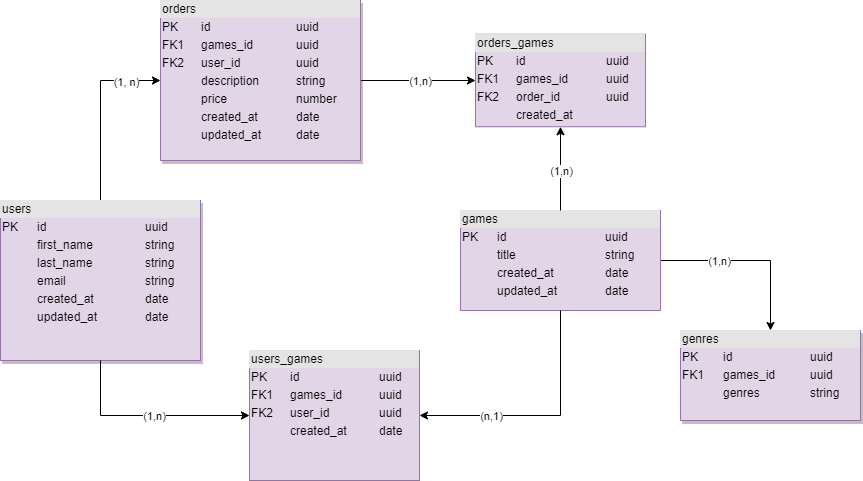 orders
PK id uuid
FK1 games_id uuid
FK2 user_id uuid
description string
price number
created_at date
updated_at date
(1, n)
(1,n)
orders_games
PK id uuid
FK1 games_id uuid
FK2 order_id uuid
created_at
(1,n)
users
PK id uuid
first_name string
last_name string
email string
created_at date
updated_at date
games
PK id uuid
title string
created_at date
updated_at date
(1,n)
genres
PK id uuid
FK1 games_id uuid
genres string
users_games
PK id uuid
FK1 games_id uuid
FK2 user_id uuid
created_at date
(1,n)
(n,1)